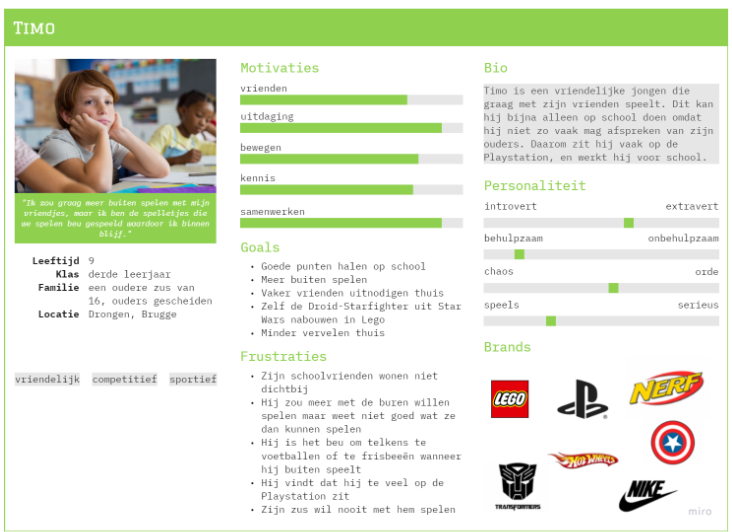 TIMO
"Ik zou graag meer buiten spelen met mijn
vriendjes, maar ik ben de spelletjes die
we spelen beu gespeeld waardoor ik binnen
blijf."
Leeftijd 9
Klas derde leerjaar
Familie een oudere zus van
16, ouders gescheiden
Locatie Drongen, Brugge
vriendelijk competitief sportief
Motivaties
vrienden
uitdaging
bewegen
kennis
samenwerken
Goals
• Goede punten halen op school
• Meer buiten spelen
• Vaker vrienden uitnodigen thuis
• Zelf de Droid-Starfighter uit Star
Wars nabouwen in Lego
• Minder vervelen thuis
Frustraties
• Zijn schoolvrienden wonen niet
dichtbij
• Hij zou meer met de buren willen
spelen maar weet niet goed wat ze
dan kunnen spelen
• Hij is het beu om telkens te
voetballen of te frisbeeën wanneer
hij buiten speelt
• Hij vindt dat hij te veel op de
Playstation zit
• Zijn zus wil nooit met hem spelen
Bio
Timo is een vriendelijke jongen die
graag met zijn vrienden speelt. Dit kan
hij bijna alleen op school doen omdat
hij niet zo vaak mag afspreken van zijn
ouders. Daarom zit hij vaak op de
Playstation, en werkt hij voor school.
Personaliteit
introvert extravert
behulpzaam onbehulpzaam
chaos orde
speels serieus
Brands
LEGO
NERF
HOT WHEELS
TRANSFORMERS
NIKE
miro